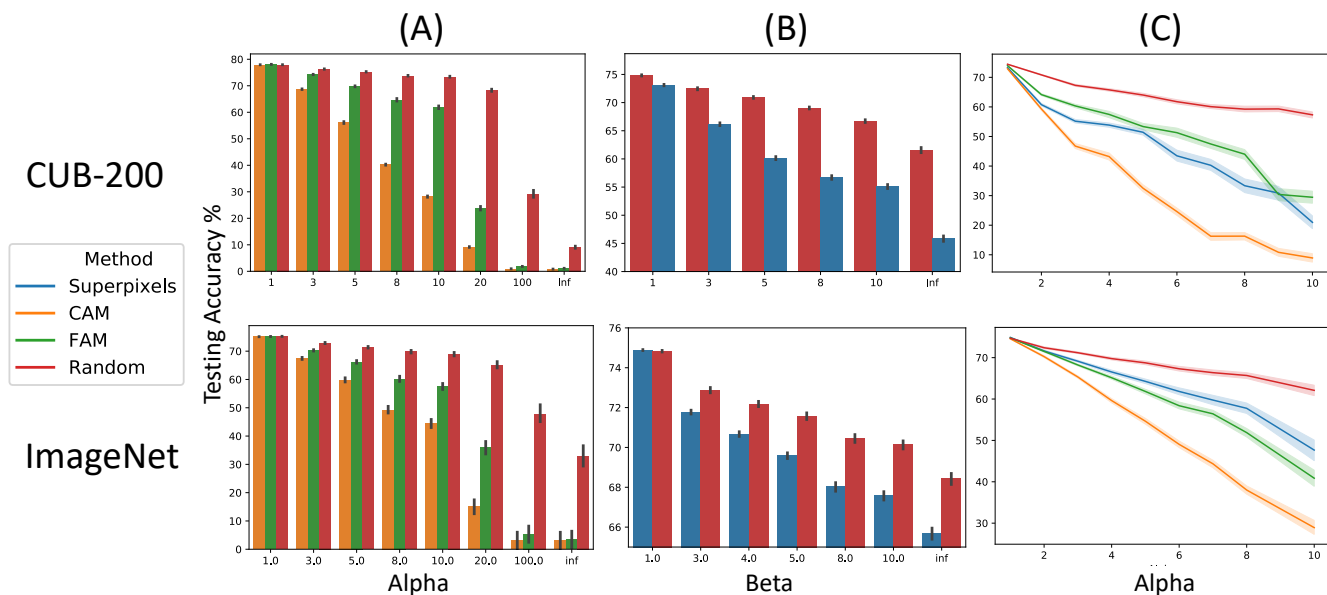 (A)
(B)
(C)
CUB-200
ImageNet
Method
Superpixels
CAM
FAM
Random
Testing Accuracy %
80
70
60
50
40
30
20
10
0
1 3 5 8 10 20 100 Inf
75
70
65
60
55
50
45
40
1 3 5 8 10 Inf
70
60
50
40
30
20
10
2 4 6 8 10
70
60
50
40
30
20
10
0
1.0 3.0 5.0 8.0 10.0 20.0 100.0 inf
Alpha
76
74
72
70
68
66
1.0 3.0 4.0 5.0 8.0 10.0 inf
Beta
70
60
50
40
30
2 4 6 8 10
Alpha